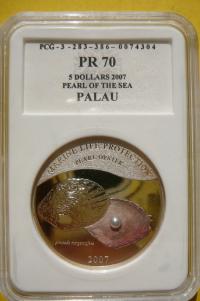 PCG-3-283-386-0074304
PR 70
5 DOLLARS 2007
PEARL OF THE SEA
PALAU
MARINE LIFE PROTECTION
PEARL OYSTER
2007